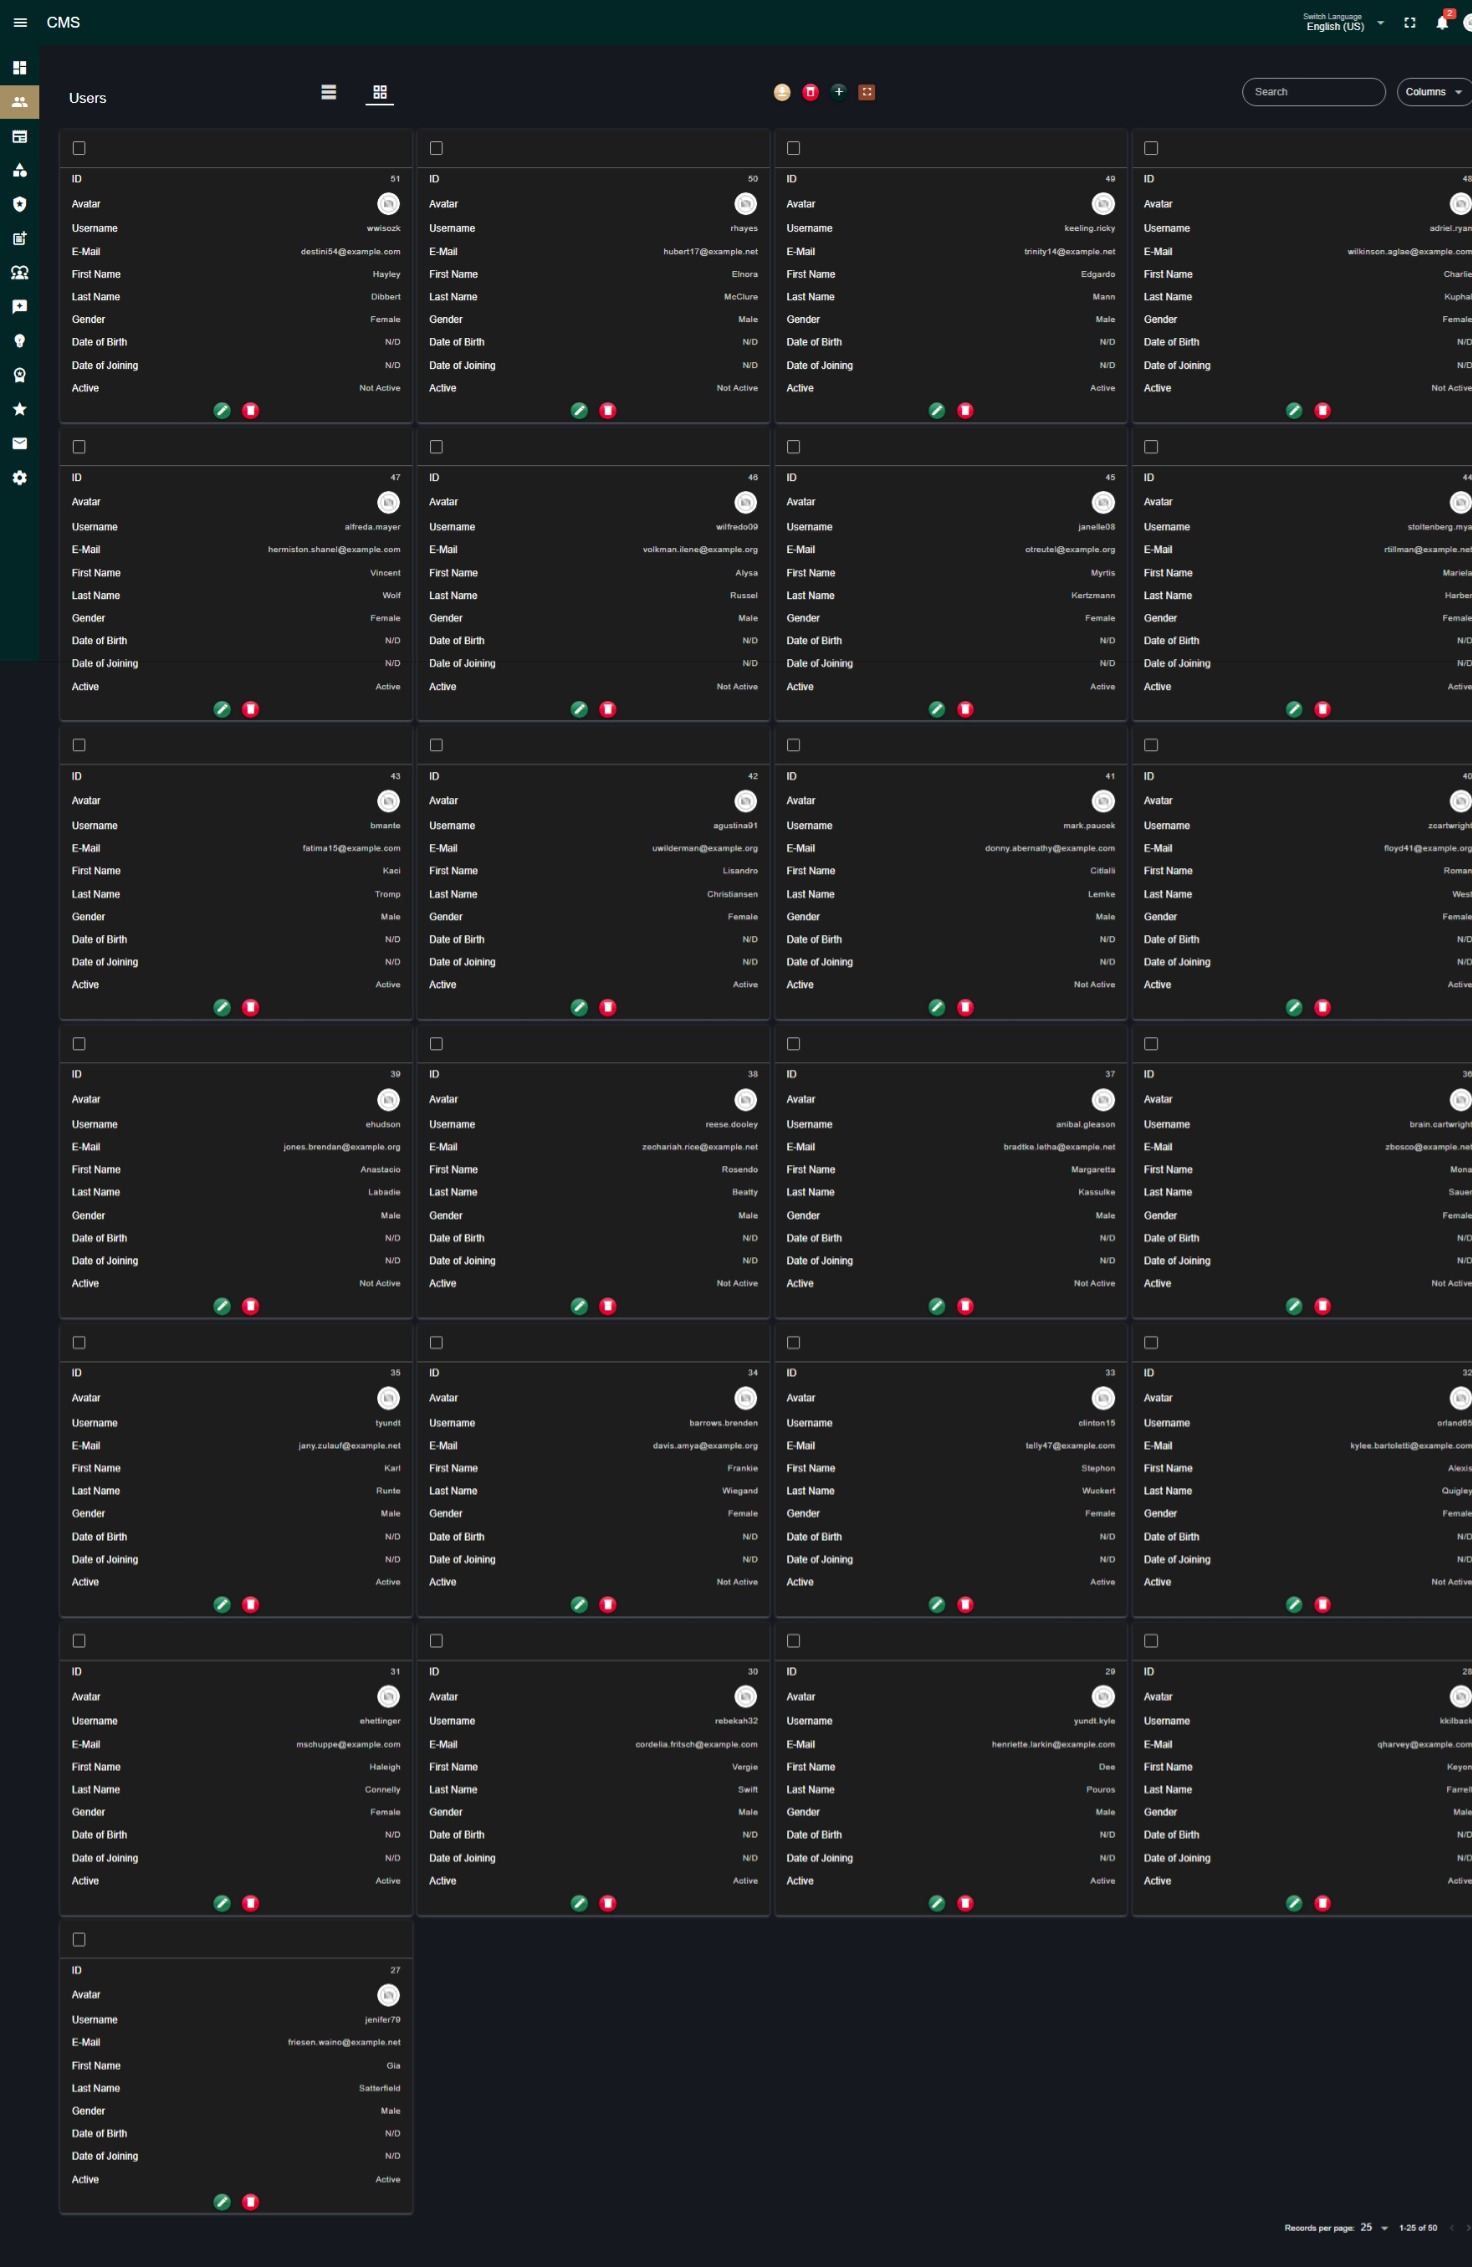 CMS
Switch Language
English (US)
2
Users
Search
Columns
ID 51 ID 50 ID 49 ID 48
Avatar Avatar Avatar Avatar
Username wwisozk Username rhayes Username keeling.ricky Username adriel.ryan
E-Mail destini54@example.com E-Mail hubert17@example.net E-Mail trinity14@example.net E-Mail wilkinson.aglae@example.com
First Name Hayley First Name Elnora First Name Edgardo First Name Charlie
Last Name Dibbert Last Name McClure Last Name Mann Last Name Kuphal
Gender Female Gender Male Gender Male Gender Female
Date of Birth N/D Date of Birth N/D Date of Birth N/D Date of Birth N/D
Date of Joining N/D Date of Joining N/D Date of Joining N/D Date of Joining N/D
Active Not Active Active Not Active Active Active Active Not Active
ID 47 ID 46 ID 45 ID 44
Avatar Avatar Avatar Avatar
Username alfreda.mayer Username wilfredo09 Username janelle08 Username stoltenberg.mya
E-Mail hermiston.shanel@example.com E-Mail volkman.ilene@example.org E-Mail otreutel@example.org E-Mail rtillman@example.net
First Name Vincent First Name Alysa First Name Myrtis First Name Mariela
Last Name Wolf Last Name Russel Last Name Kertzmann Last Name Harber
Gender Female Gender Male Gender Female Gender Female
Date of Birth N/D Date of Birth N/D Date of Birth N/D Date of Birth N/D
Date of Joining N/D Date of Joining N/D Date of Joining N/D Date of Joining N/D
Active Active Active Not Active Active Active Active Active
ID 43 ID 42 ID 41 ID 40
Avatar Avatar Avatar Avatar
Username bmante Username agustina91 Username mark.paucek Username zcartwright
E-Mail fatima15@example.com E-Mail uwilderman@example.org E-Mail donny.abernathy@example.com E-Mail floyd41@example.org
First Name Kaci First Name Lisandro First Name Citlalli First Name Roman
Last Name Tromp Last Name Christiansen Last Name Lemke Last Name West
Gender Male Gender Female Gender Male Gender Female
Date of Birth N/D Date of Birth N/D Date of Birth N/D Date of Birth N/D
Date of Joining N/D Date of Joining N/D Date of Joining N/D Date of Joining N/D
Active Active Active Active Active Not Active Active Active
ID 39 ID 38 ID 37 ID 36
Avatar Avatar Avatar Avatar
Username ehudson Username reese.dooley Username anibal.gleason Username brain.cartwright
E-Mail jones.brendan@example.org E-Mail zechariah.rice@example.net E-Mail bradtke.letha@example.net E-Mail zbosco@example.net
First Name Anastacio First Name Rosendo First Name Margaretta First Name Mona
Last Name Labadie Last Name Beatty Last Name Kassulke Last Name Sauer
Gender Male Gender Male Gender Male Gender Female
Date of Birth N/D Date of Birth N/D Date of Birth N/D Date of Birth N/D
Date of Joining N/D Date of Joining N/D Date of Joining N/D Date of Joining N/D
Active Not Active Active Not Active Active Not Active Active Not Active
ID 35 ID 34 ID 33 ID 32
Avatar Avatar Avatar Avatar
Username tyundt Username barrows.brenden Username clinton15 Username orland65
E-Mail jany.zulauf@example.net E-Mail davis.amya@example.org E-Mail telly47@example.com E-Mail kylee.bartoletti@example.com
First Name Karl First Name Frankie First Name Stephon First Name Alexis
Last Name Runte Last Name Wiegand Last Name Wuckert Last Name Quigley
Gender Male Gender Female Gender Female Gender Female
Date of Birth N/D Date of Birth N/D Date of Birth N/D Date of Birth N/D
Date of Joining N/D Date of Joining N/D Date of Joining N/D Date of Joining N/D
Active Active Active Not Active Active Active Active Not Active
ID 31 ID 30 ID 29 ID 28
Avatar Avatar Avatar Avatar
Username ehettinger Username rebekah32 Username yundt.kyle Username kkilback
E-Mail mschuppe@example.com E-Mail cordelia.fritsch@example.com E-Mail henriette.larkin@example.com E-Mail qharvey@example.com
First Name Haleigh First Name Vergie First Name Dee First Name Keyon
Last Name Connelly Last Name Swift Last Name Pouros Last Name Farrell
Gender Female Gender Male Gender Male Gender Male
Date of Birth N/D Date of Birth N/D Date of Birth N/D Date of Birth N/D
Date of Joining N/D Date of Joining N/D Date of Joining N/D Date of Joining N/D
Active Active Active Active Active Active Active Active
ID 27
Avatar
Username jenifer79
E-Mail friesen.waino@example.net
First Name Gia
Last Name Satterfield
Gender Male
Date of Birth N/D
Date of Joining N/D
Active Active
Records per page: 25 1-25 of 50